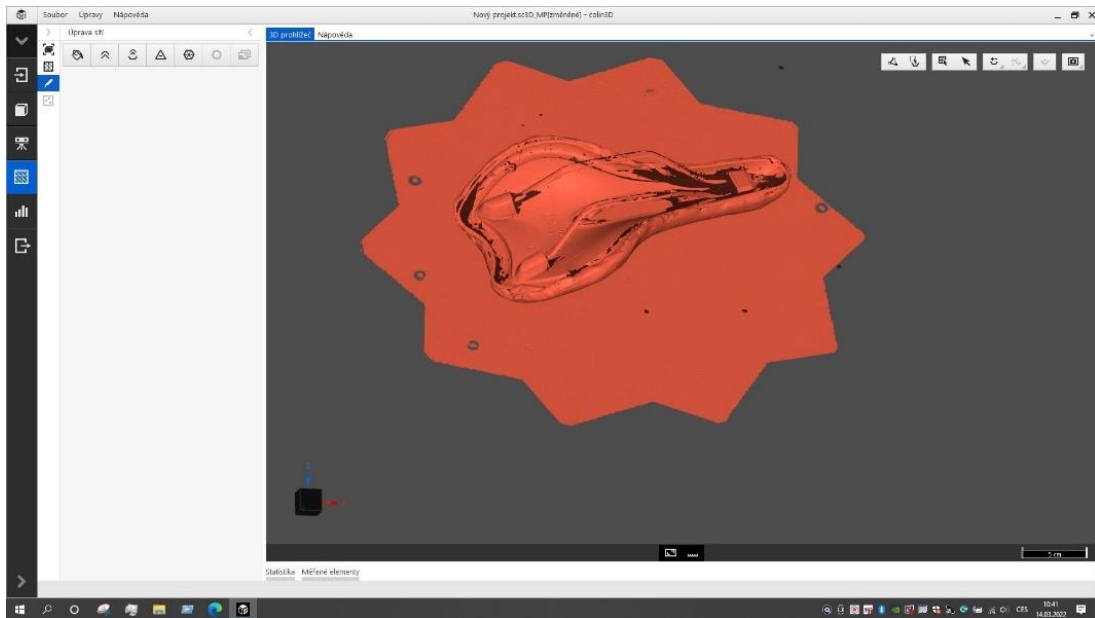 Soubor Úpravy Nápověda
Nový projekt.sc3D_MP(změněné) - colin3D
Úprava sítí
3D prohlížeč Nápověda
5 cm
Statistika Měřené elementy
CES
10:41
14.03.2022